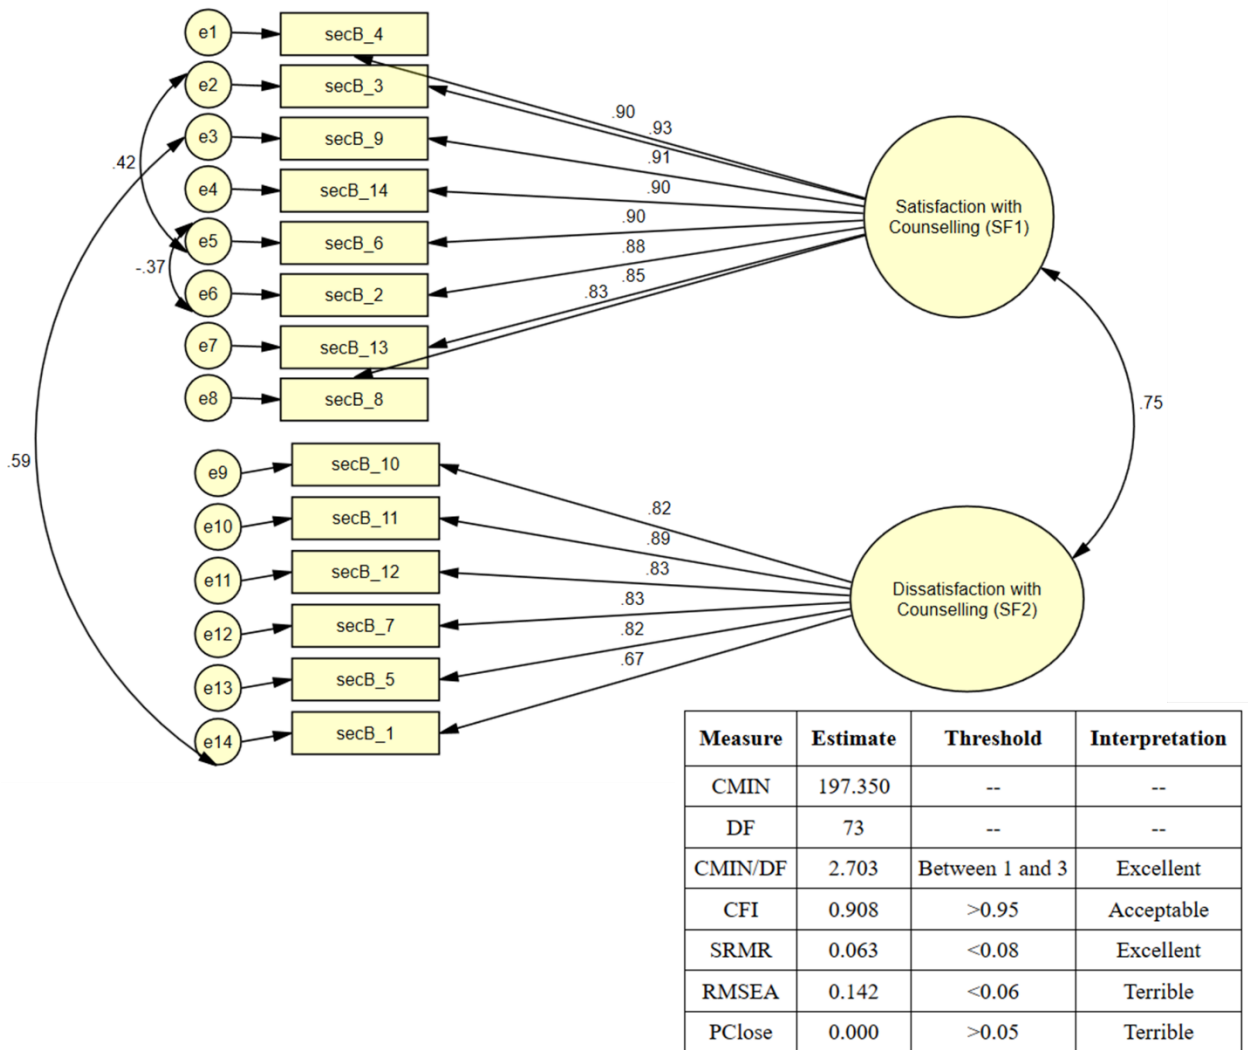 e1
secB_4
e2
secB_3
e3
secB_9
e4
secB_14
e5
secB_6
e6
secB_2
e7
secB_13
e8
secB_8
.42
-.37
.59
.90
.93
.91
.90
.90
.88
.85
.83
Satisfaction with
Counselling (SF1)
.75
e9
secB_10
e10
secB_11
e11
secB_12
e12
secB_7
e13
secB_5
e14
secB_1
.82
.89
.83
.83
.82
.67
Dissatisfaction with
Counselling (SF2)
Measure Estimate Threshold Interpretation
CMIN 197.350 -- --
DF 73 -- --
CMIN/DF 2.703 Between 1 and 3 Excellent
CFI 0.908 >0.95 Acceptable
SRMR 0.063 <0.08 Excellent
RMSEA 0.142 <0.06 Terrible
PClose 0.000 >0.05 Terrible